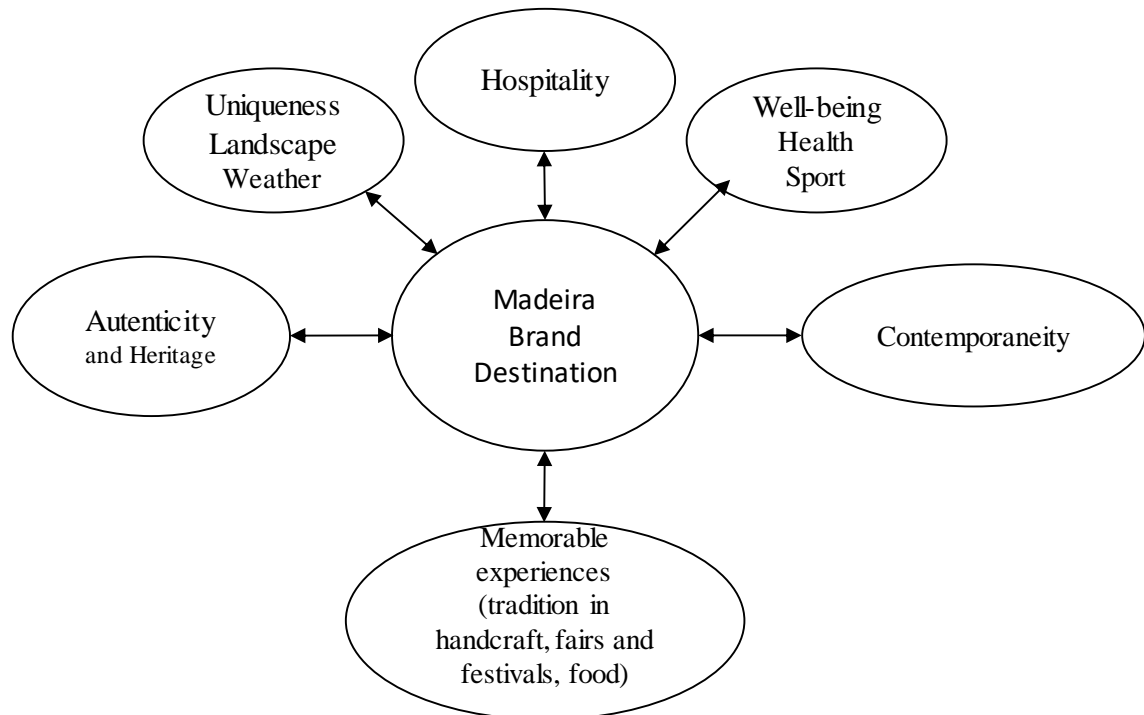 Hospitality
Uniqueness
Landscape
Weather
Well-being
Health
Sport
Autenticity
and Heritage
Madeira
Brand
Destination
Contemporaneity
Memorable
experiences
(tradition in
handcraft, fairs and
festivals, food)